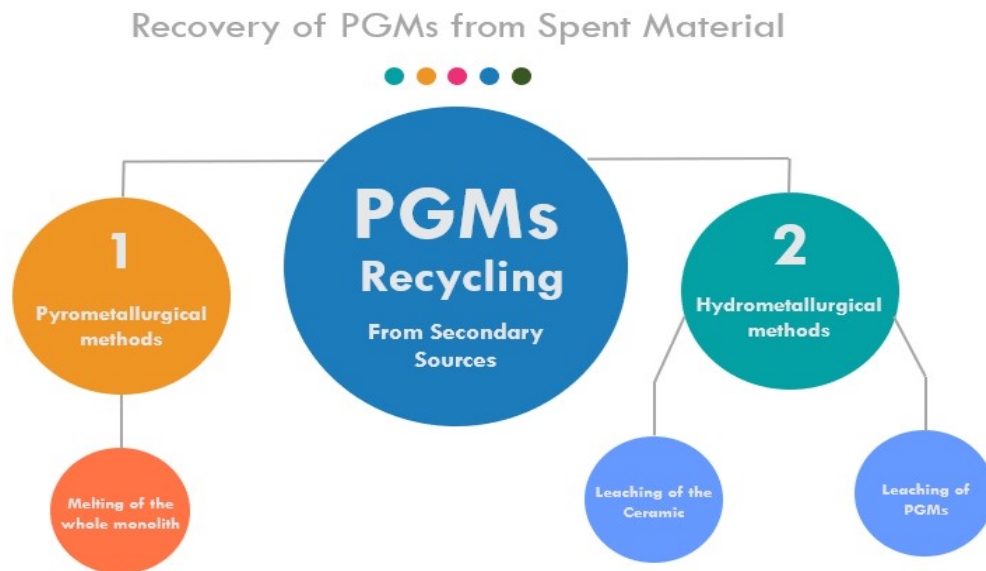 Recovery of PGMs from Spent Material
PGMs
Recycling
From Secondary
Sources
1
Pyrometallurgical
methods
2
Hydrometallurgical
methods
Melting of the
whole monolith
Leaching of the
Ceramic
Leaching of
PGMs